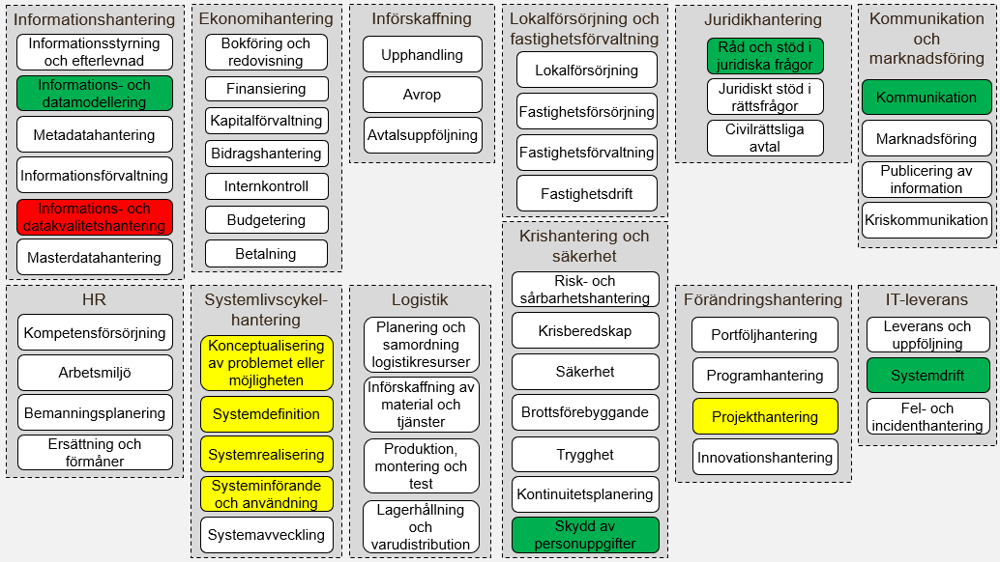 Informationshantering
Informationsstyrning
och efterlevnad
Informations- och
datamodellering
Metadatahantering
Informationsförvaltning
Informations- och
datakvalitetshantering
Masterdatahantering
Ekonomihantering
Bokföring och
redovisning
Finansiering
Kapitalförvaltning
Bidragshantering
Internkontroll
Budgetering
Betalning
Införskaffning
Upphandling
Avrop
Avtalsuppföljning
Lokalförsörjning och
fastighetsförvaltning
Lokalförsörjning
Fastighetsförsörjning
Fastighetsförvaltning
Fastighetsdrift
Juridikhantering
Råd och stöd i
juridiska frågor
Juridiskt stöd i
rättsfrågor
Civilrättsliga
avtal
Kommunikation
och
marknadsföring
Kommunikation
Marknadsföring
Publicering av
information
Kriskommunikation
HR
Kompetensförsörjning
Arbetsmiljö
Bemanningsplanering
Ersättning och
förmåner
Systemlivscykel-
hantering
Konceptualisering
av problemet eller
möjligheten
Systemdefinition
Systemrealisering
Systeminförande
och användning
Systemavveckling
Logistik
Planering och
samordning
logistikresurser
Införskaffning av
material och
tjänster
Produktion,
montering och
test
Lagerhållning
och
varudistribution
Krishantering och
säkerhet
Risk- och
sårbarhetshantering
Krisberedskap
Säkerhet
Brottsförebyggande
Trygghet
Kontinuitetsplanering
Skydd av
personuppgifter
Förändringshantering
Portföljhantering
Programhantering
Projekthantering
Innovationshantering
IT-leverans
Leverans och
uppföljning
Systemdrift
Fel- och
incidenthantering